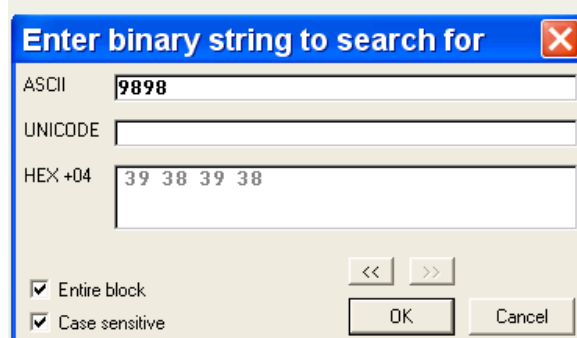 Enter binary string to search for
ASCII 9898
UNICODE
HEX +04 39 38 39 38
<< >>
Entire block
Case sensitive OK Cancel